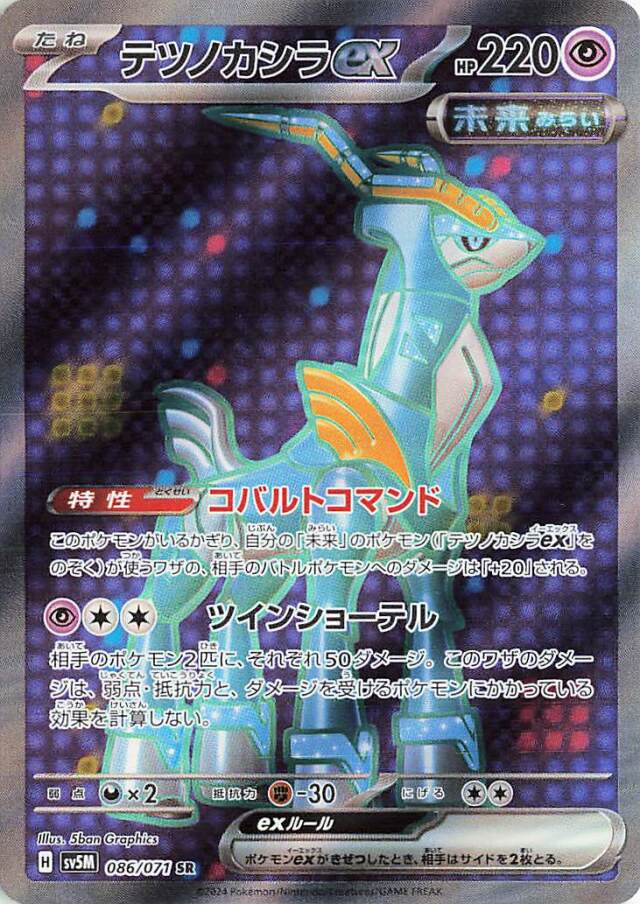 たね テツノカシラex HP220
未来 みらい
特性 とくせい コバルトコマンド
このポケモンがいるかぎり、自分の「未来」のポケモン(「テツノカシラex」を
のぞく)が使うワザの、相手のバトルポケモンへのダメージは「+20」される。
ツインショーテル
相手のポケモン2匹に、それぞれ50ダメージ。このワザのダメー
ジは、弱点・抵抗力と、ダメージを受けるポケモンにかかっている
効果を計算しない。
弱点 ×2 抵抗力 -30 にげる
exルール
ポケモンexがきぜつしたとき、相手はサイドを2枚とる。
Illus. 5ban Graphics
H sv5M 086/071 SR
©2024 Pokémon/Nintendo/Creatures/GAME FREAK